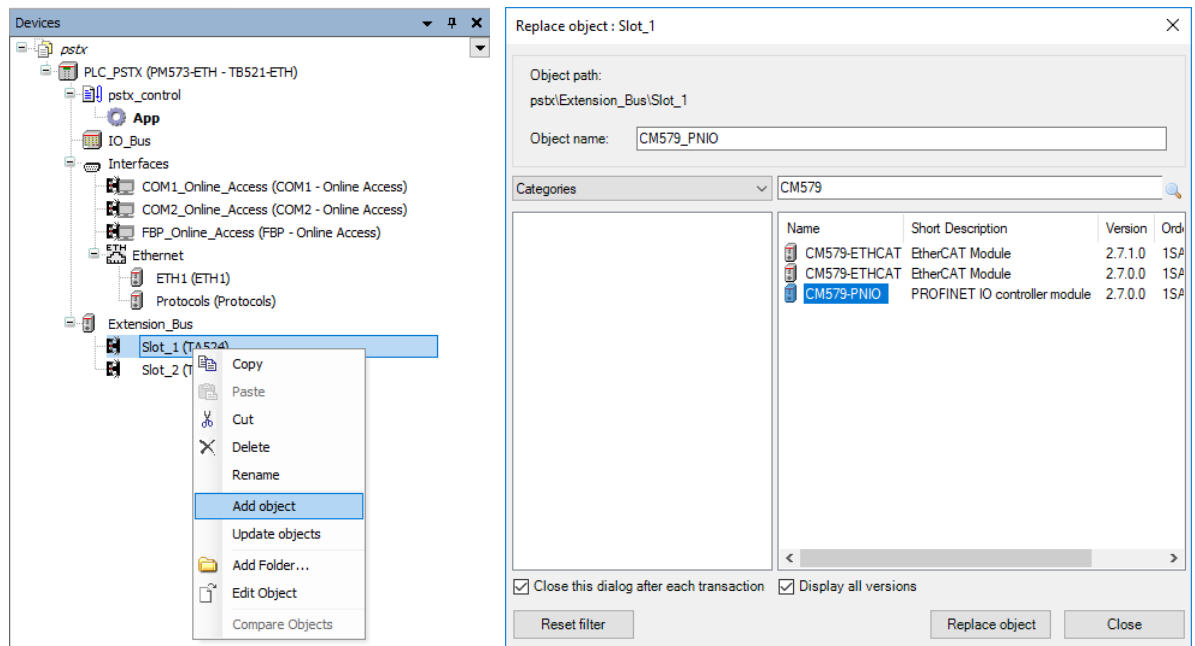 Devices
pstx
PLC_PSTX (PM573-ETH - TB521-ETH)
pstx_control
App
IO_Bus
Interfaces
COM1_Online_Access (COM1 - Online Access)
COM2_Online_Access (COM2 - Online Access)
FBP_Online_Access (FBP - Online Access)
ETH
Ethernet
ETH1 (ETH1)
Protocols (Protocols)
Extension_Bus
Slot_1 (TA524)
Slot_2 (T
Copy
Paste
Cut
Delete
Rename
Add object
Update objects
Add Folder...
Edit Object
Compare Objects
Replace object : Slot_1
Object path:
pstx\Extension_Bus\Slot_1
Object name: CM579_PNIO
Categories CM579
Name Short Description Version Orde
CM579-ETHCAT EtherCAT Module 2.7.1.0 1SA
CM579-ETHCAT EtherCAT Module 2.7.0.0 1SA
CM579-PNIO PROFINET IO controller module 2.7.0.0 1SA
Close this dialog after each transaction Display all versions
Reset filter Replace object Close